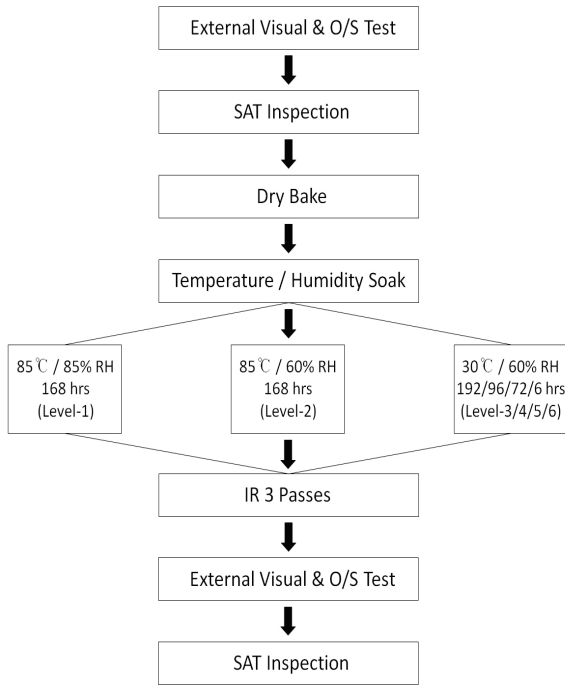 External Visual & O/S Test
SAT Inspection
Dry Bake
Temperature / Humidity Soak
85℃ / 85% RH
168 hrs
(Level-1)
85℃ / 60% RH
168 hrs
(Level-2)
30℃ / 60% RH
192/96/72/6 hrs
(Level-3/4/5/6)
IR 3 Passes
External Visual & O/S Test
SAT Inspection